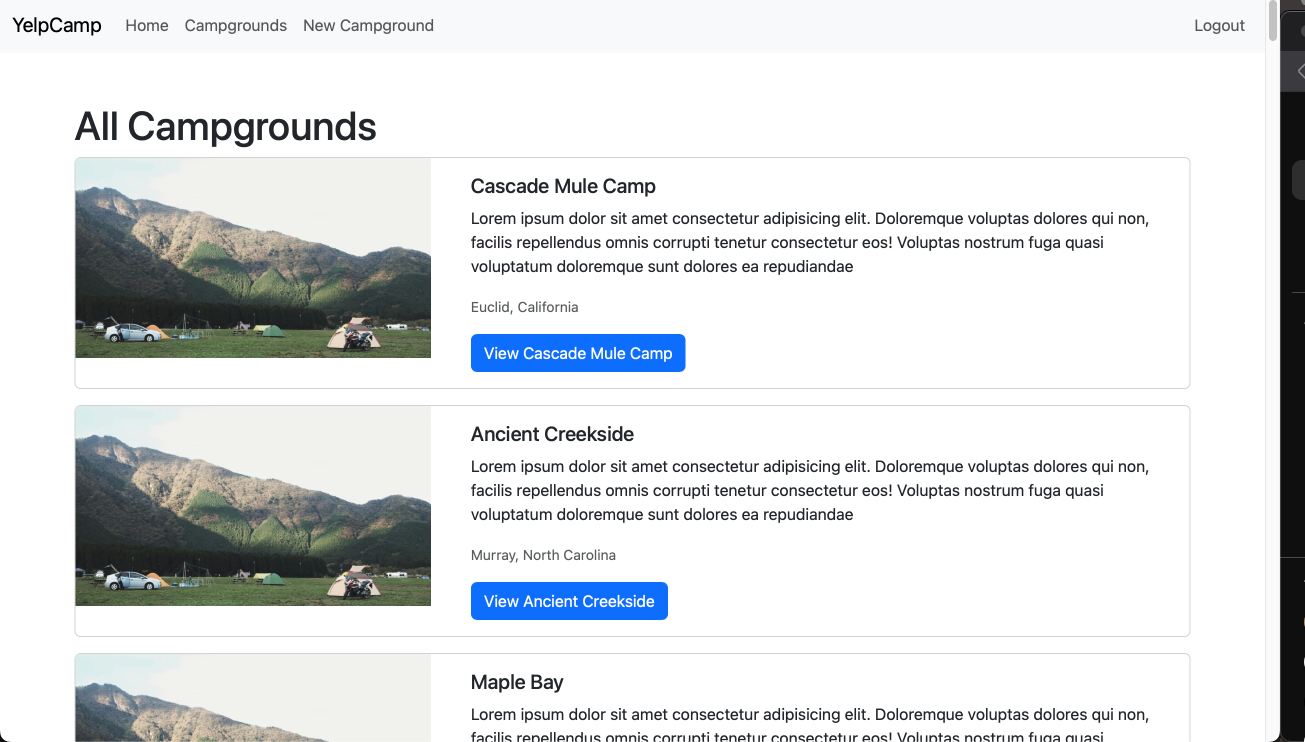 YelpCamp Home Campgrounds New Campground Logout
All Campgrounds
Cascade Mule Camp
Lorem ipsum dolor sit amet consectetur adipisicing elit. Doloremque voluptas dolores qui non,
facilis repellendus omnis corrupti tenetur consectetur eos! Voluptas nostrum fuga quasi
voluptatum doloremque sunt dolores ea repudiandae
Euclid, California
View Cascade Mule Camp
Ancient Creekside
Lorem ipsum dolor sit amet consectetur adipisicing elit. Doloremque voluptas dolores qui non,
facilis repellendus omnis corrupti tenetur consectetur eos! Voluptas nostrum fuga quasi
voluptatum doloremque sunt dolores ea repudiandae
Murray, North Carolina
View Ancient Creekside
Maple Bay
Lorem ipsum dolor sit amet consectetur adipisicing elit. Doloremque voluptas dolores qui non,
facilis repellendus omnis corrupti tenetur consectetur eos! Voluptas nostrum fuga quasi